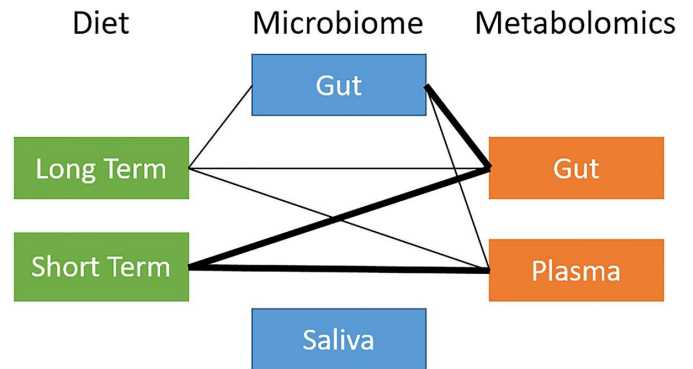 Diet Microbiome Metabolomics
Gut
Long Term
Gut
Short Term
Plasma
Saliva